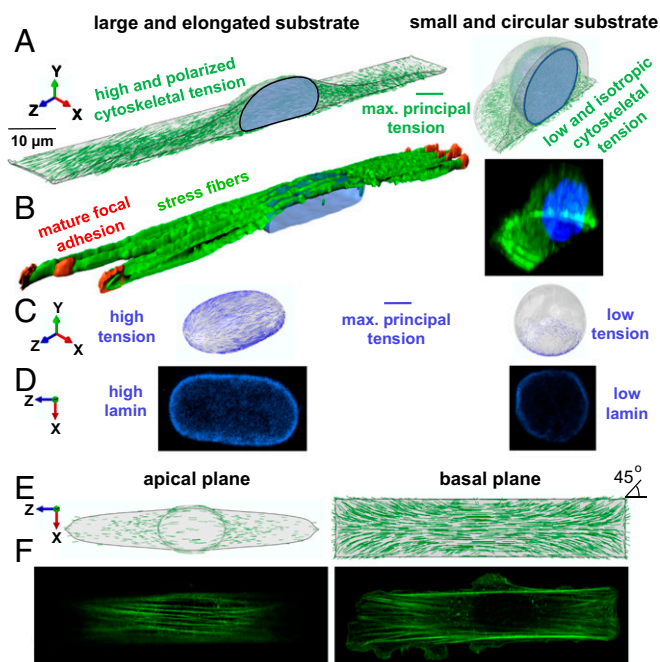 large and elongated substrate
small and circular substrate
A
Y
Z
X
10 μm
high and polarized
cytoskeletal tension
max. principal
tension
low and isotropic
cytoskeletal
tension
B
mature focal
adhesion
stress fibers
C
Y
Z
X
high
tension
max. principal
tension
low
tension
D
Z
X
high
lamin
low
lamin
apical plane
basal plane
45°
E
Z
X
F